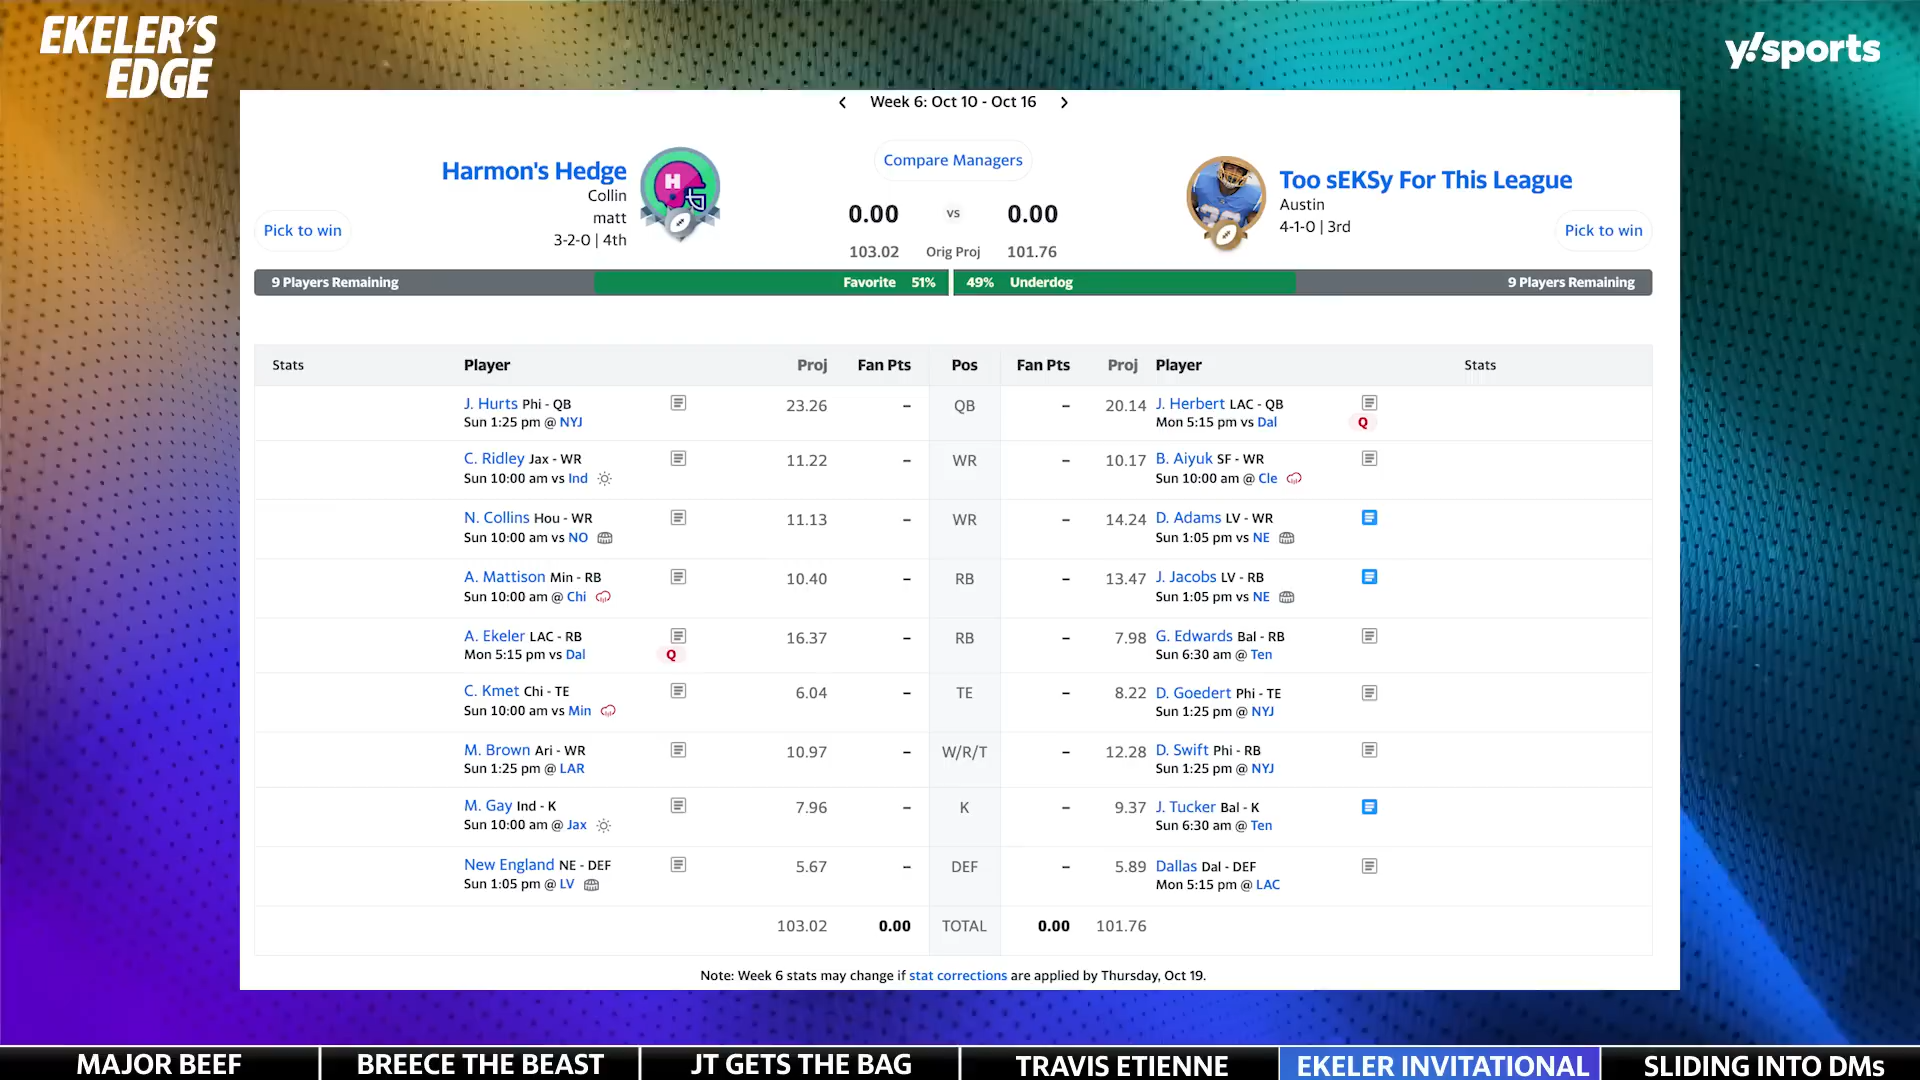 EKELER'S
EDGE
y!sports
Week 6: Oct 10 - Oct 16
Compare Managers
Harmon's Hedge
Collin
matt
3-2-0 | 4th
H
Pick to win
0.00 vs 0.00
103.02 Orig Proj 101.76
Too sEKSy For This League
Austin
4-1-0 | 3rd
Pick to win
9 Players Remaining Favorite 51% 49% Underdog 9 Players Remaining
Stats Player Proj Fan Pts Pos Fan Pts Proj Player Stats
J. Hurts Phi - QB 23.26 – QB – 20.14 J. Herbert LAC - QB
Sun 1:25 pm @ NYJ Mon 5:15 pm vs Dal Q
C. Ridley Jax - WR 11.22 – WR – 10.17 B. Aiyuk SF - WR
Sun 10:00 am vs Ind Sun 10:00 am @ Cle
N. Collins Hou - WR 11.13 – WR – 14.24 D. Adams LV - WR
Sun 10:00 am vs NO Sun 1:05 pm vs NE
A. Mattison Min - RB 10.40 – RB – 13.47 J. Jacobs LV - RB
Sun 10:00 am @ Chi Sun 1:05 pm vs NE
A. Ekeler LAC - RB 16.37 – RB – 7.98 G. Edwards Bal - RB
Mon 5:15 pm vs Dal Q Sun 6:30 am @ Ten
C. Kmet Chi - TE 6.04 – TE – 8.22 D. Goedert Phi - TE
Sun 10:00 am vs Min Sun 1:25 pm @ NYJ
M. Brown Ari - WR 10.97 – W/R/T – 12.28 D. Swift Phi - RB
Sun 1:25 pm @ LAR Sun 1:25 pm @ NYJ
M. Gay Ind - K 7.96 – K – 9.37 J. Tucker Bal - K
Sun 10:00 am @ Jax Sun 6:30 am @ Ten
New England NE - DEF 5.67 – DEF – 5.89 Dallas Dal - DEF
Sun 1:05 pm @ LV Mon 5:15 pm @ LAC
103.02 0.00 TOTAL 0.00 101.76
Note: Week 6 stats may change if stat corrections are applied by Thursday, Oct 19.
MAJOR BEEF BREECE THE BEAST JT GETS THE BAG TRAVIS ETIENNE EKELER INVITATIONAL SLIDING INTO DMs